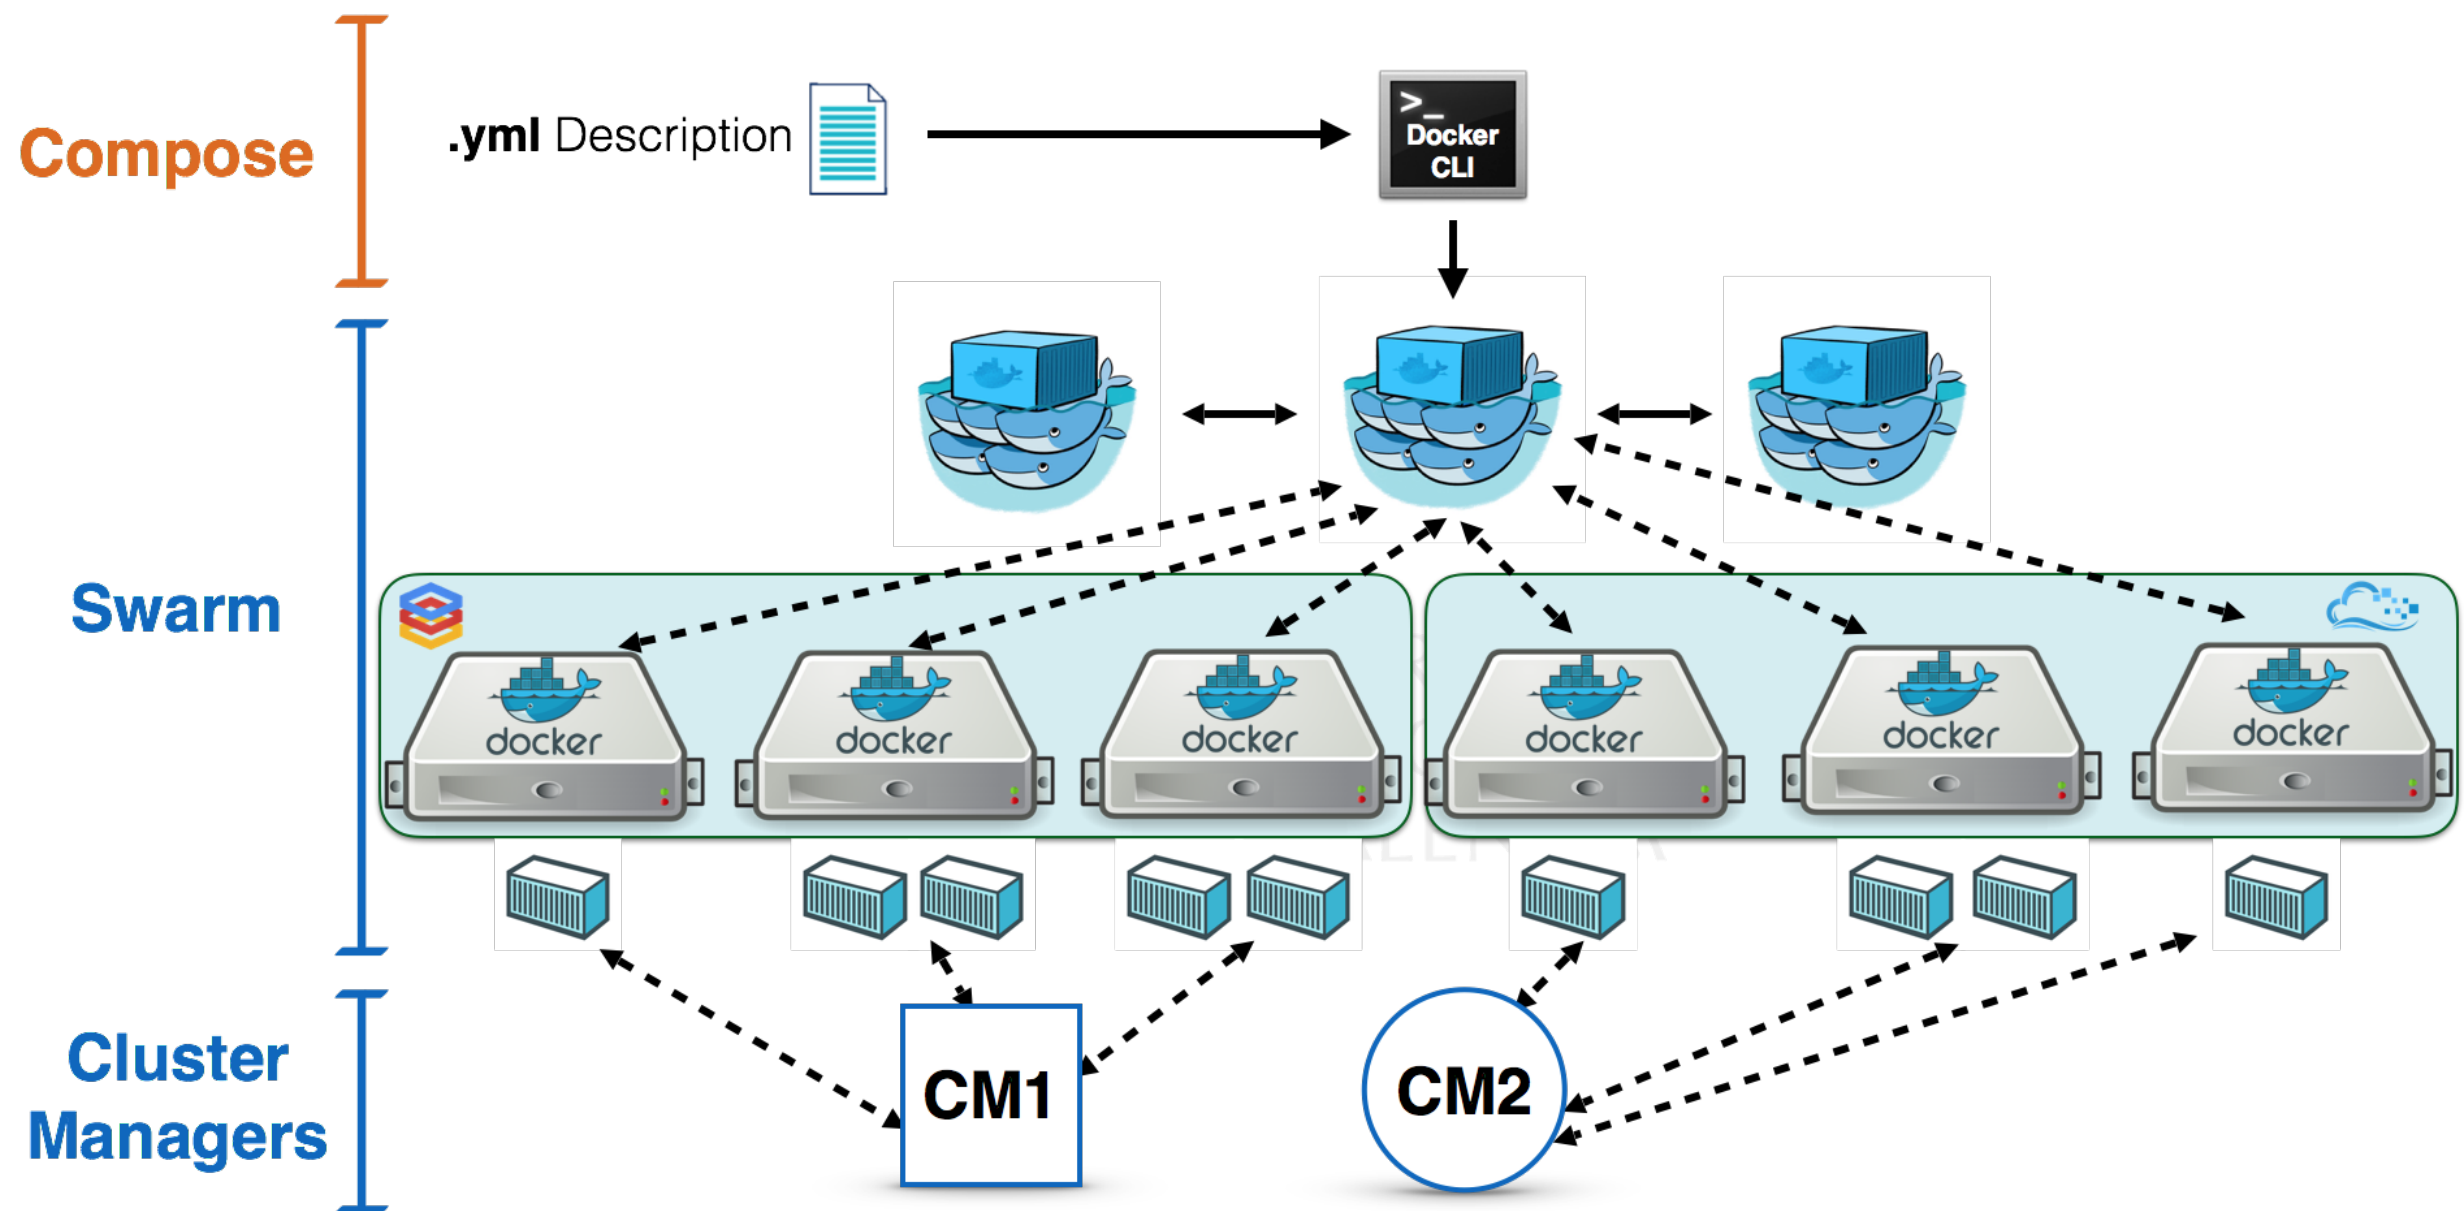 Compose
.yml Description
>_
Docker
CLI
Swarm
docker
docker
docker
docker
docker
docker
Cluster
Managers
CM1
CM2